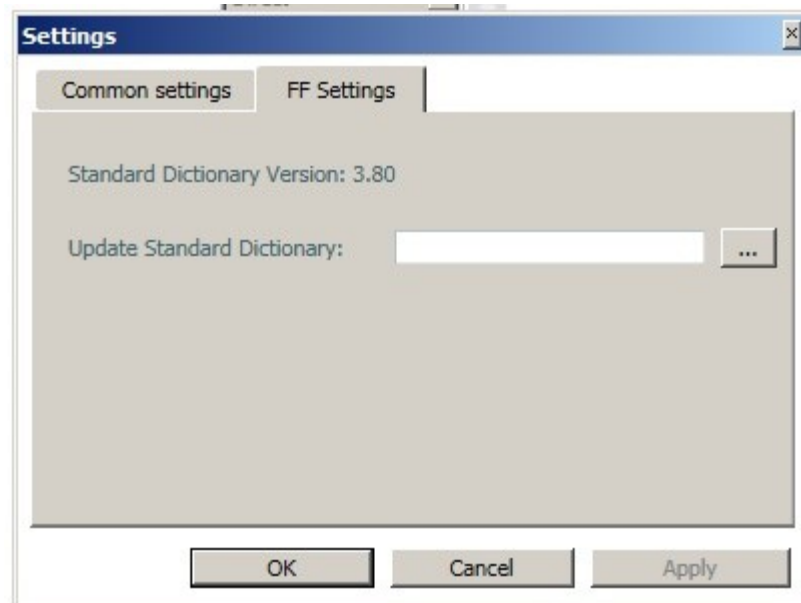 Settings
Common settings
FF Settings
Standard Dictionary Version: 3.80
Update Standard Dictionary:
...
OK
Cancel
Apply